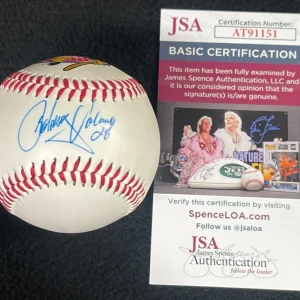 JSA
Certification Number:
AT91151
BASIC CERTIFICATION
This item has been fully examined by
James Spence Authentication, LLC and
it is our considered opinion that the
signature(s) is/are genuine.
28
NATURE
Verify this certification by visiting
SpenceLOA.com
Follow us @jsaloa
JSA
James Spence
Authentication
follow the leader